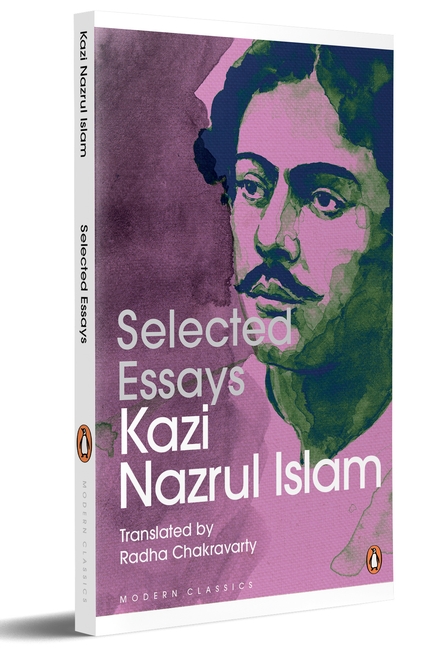 Kazi Nazrul Islam
Selected Essays
MODERN CLASSICS
Selected
Essays
Kazi
Nazrul Islam
Translated by
Radha Chakravarty
MODERN CLASSICS